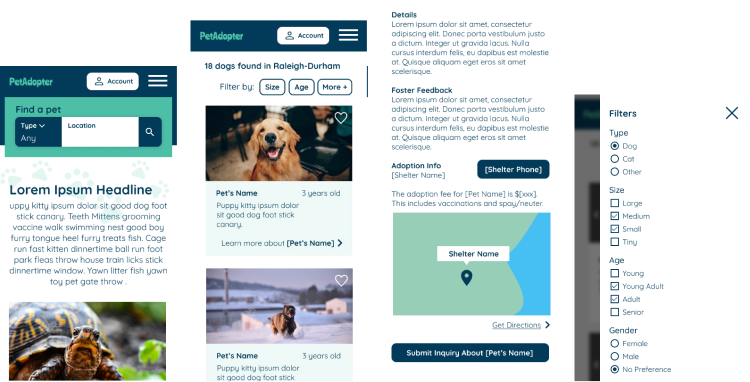 PetAdopter
Account
Find a pet
Type
Any
Location
Lorem Ipsum Headline
uppy kitty ipsum dolor sit good dog foot
stick canary. Teeth Mittens grooming
vaccine walk swimming nest good boy
furry tongue heel furry treats fish. Cage
run fast kitten dinnertime ball run foot
park fleas throw house train licks stick
dinnertime window. Yawn litter fish yawn
toy pet gate throw .
PetAdopter
Account
18 dogs found in Raleigh-Durham
Filter by:
Size
Age
More +
Pet's Name
3 years old
Puppy kitty ipsum dolor
sit good dog foot stick
canary.
Learn more about [Pet's Name]
Pet's Name
3 years old
Puppy kitty ipsum dolor
sit good dog foot stick
Details
Lorem ipsum dolor sit amet, consectetur
adipiscing elit. Donec porta vestibulum justo
a dictum. Integer ut gravida lacus. Nulla
cursus interdum felis, eu dapibus est molestie
at. Quisque aliquam eget eros sit amet
scelerisque.
Foster Feedback
Lorem ipsum dolor sit amet, consectetur
adipiscing elit. Donec porta vestibulum justo
a dictum. Integer ut gravida lacus. Nulla
cursus interdum felis, eu dapibus est molestie
at. Quisque aliquam eget eros sit amet
scelerisque.
Adoption Info
[Shelter Name]
[Shelter Phone]
The adoption fee for [Pet Name] is $[xxx].
This includes vaccinations and spay/neuter.
Shelter Name
Get Directions
Submit Inquiry About [Pet's Name]
Filters
Type
Dog
Cat
Other
Size
Large
Medium
Small
Tiny
Age
Young
Young Adult
Adult
Senior
Gender
Female
Male
No Preference